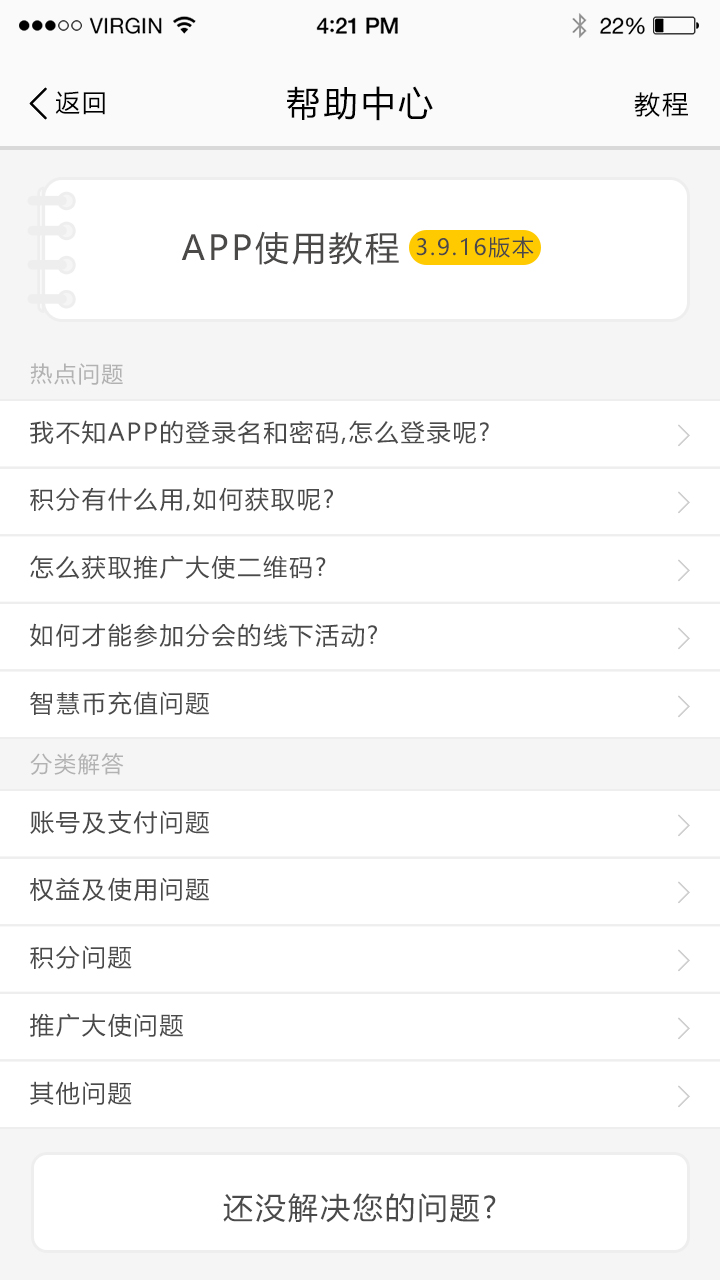 VIRGIN 4:21 PM 22%
返回 帮助中心 教程
APP使用教程 3.9.16版本
热点问题
我不知APP的登录名和密码,怎么登录呢?
积分有什么用,如何获取呢?
怎么获取推广大使二维码?
如何才能参加分会的线下活动?
智慧币充值问题
分类解答
账号及支付问题
权益及使用问题
积分问题
推广大使问题
其他问题
还没解决您的问题?